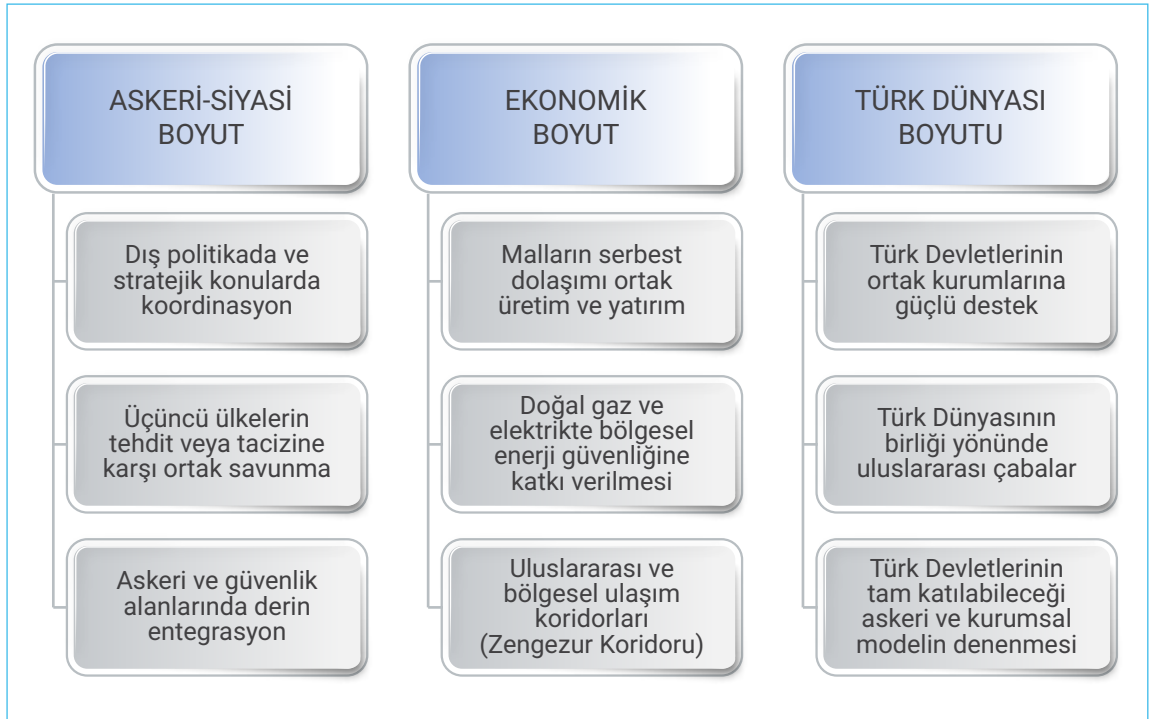 ASKERİ-SİYASİ
BOYUT
Dış politikada ve
stratejik konularda
koordinasyon
Üçüncü ülkelerin
tehdit veya tacizine
karşı ortak savunma
Askeri ve güvenlik
alanlarında derin
entegrasyon
EKONOMİK
BOYUT
Malların serbest
dolaşımı ortak
üretim ve yatırım
Doğal gaz ve
elektrikte bölgesel
enerji güvenliğine
katkı verilmesi
Uluslararası ve
bölgesel ulaşım
koridorları
(Zengezur Koridoru)
TÜRK DÜNYASI
BOYUTU
Türk Devletlerinin
ortak kurumlarına
güçlü destek
Türk Dünyasının
birliği yönünde
uluslararası çabalar
Türk Devletlerinin
tam katılabileceği
askeri ve kurumsal
modelin denenmesi